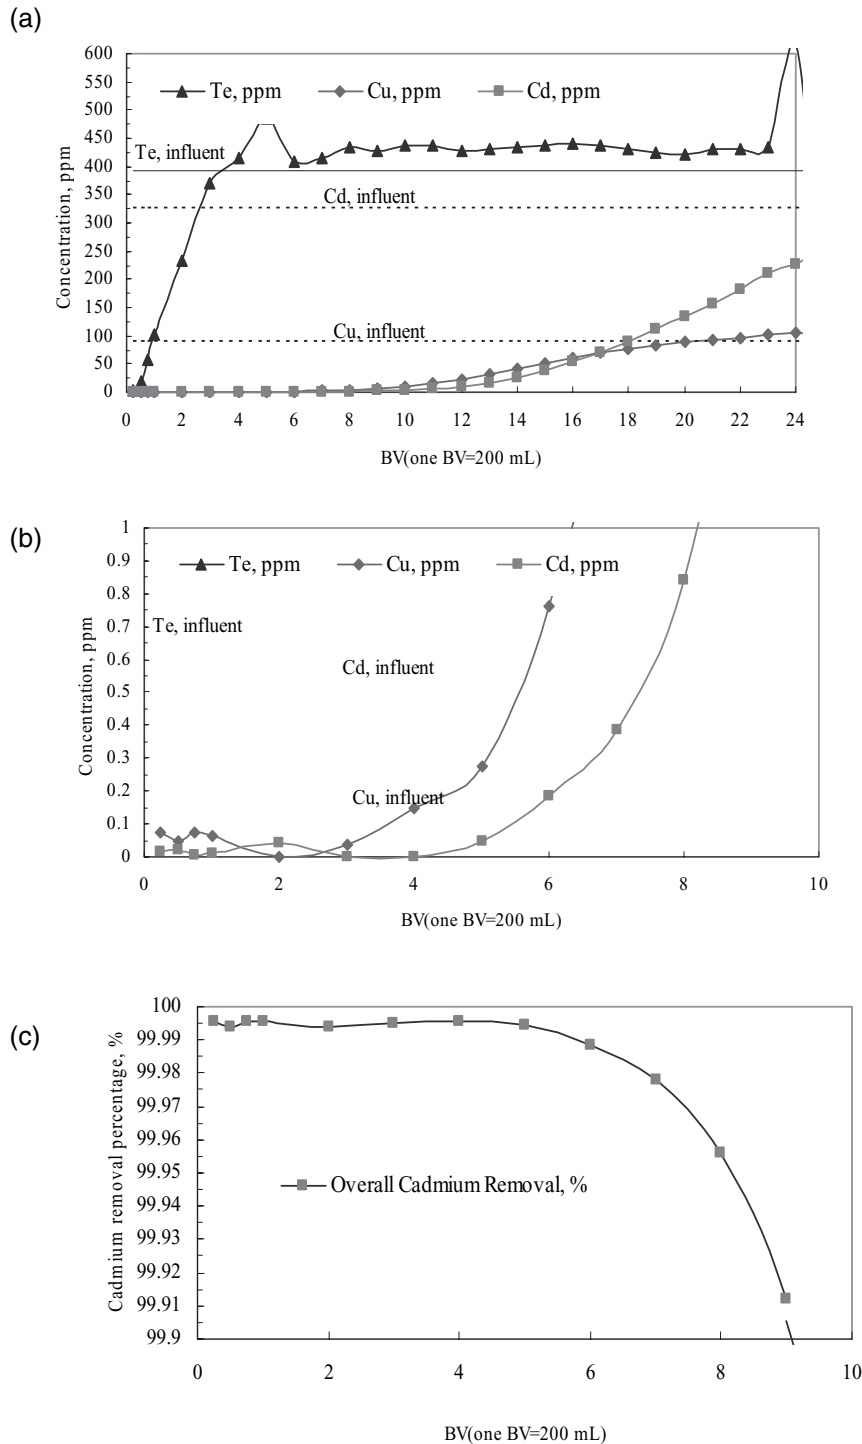 (a)
600
550
500
450
400
350
300
250
200
150
100
50
0
Concentration, ppm
Te, ppm Cu, ppm Cd, ppm
Te, influent
Cd, influent
Cu, influent
0 2 4 6 8 10 12 14 16 18 20 22 24
BV(one BV=200 mL)
(b)
1
0.9
0.8
0.7
0.6
0.5
0.4
0.3
0.2
0.1
0
Concentration, ppm
Te, ppm Cu, ppm Cd, ppm
Te, influent
Cd, influent
Cu, influent
0 2 4 6 8 10
BV(one BV=200 mL)
(c)
100
99.99
99.98
99.97
99.96
99.95
99.94
99.93
99.92
99.91
99.9
Cadmium removal percentage, %
Overall Cadmium Removal, %
0 2 4 6 8 10
BV(one BV=200 mL)